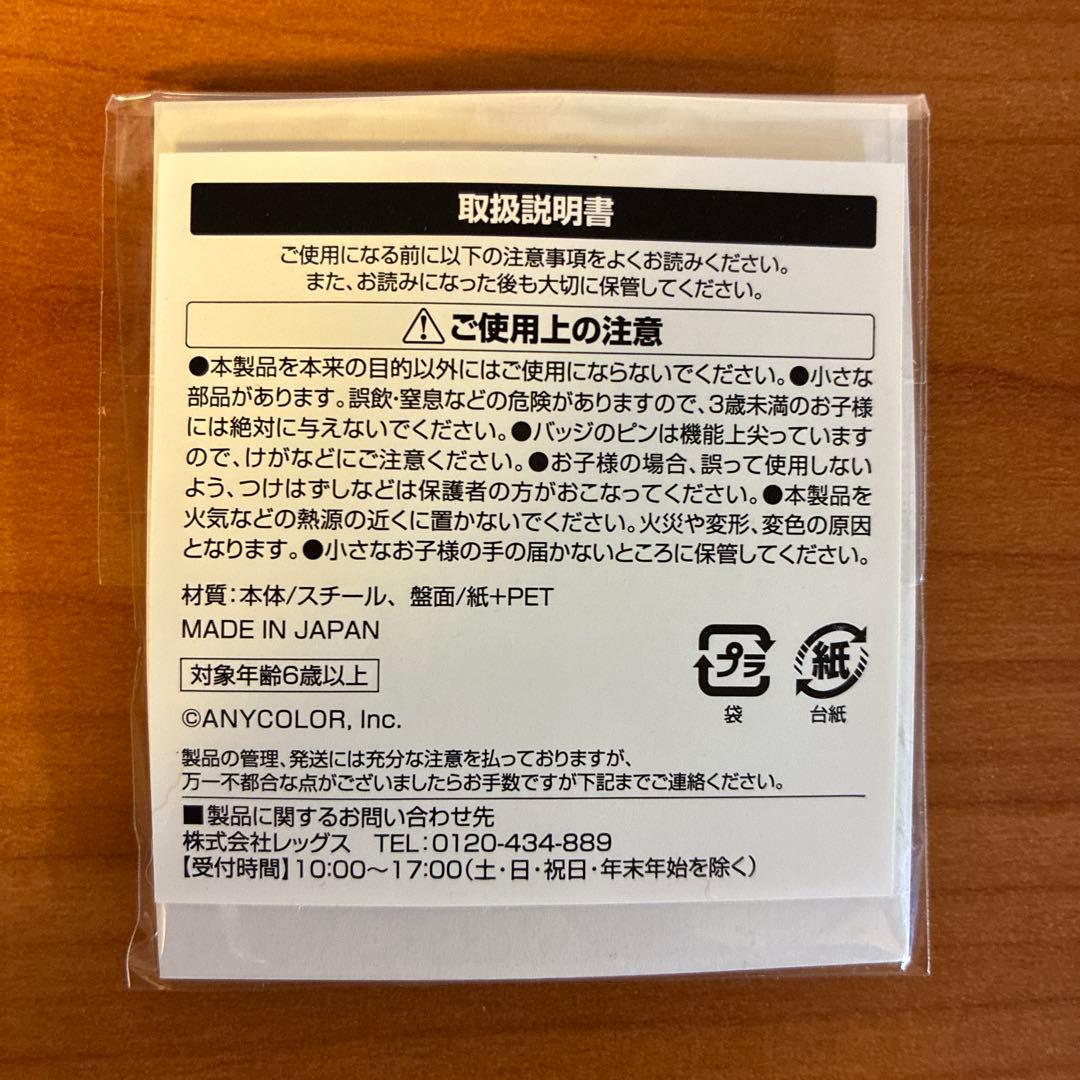 取扱説明書
ご使用になる前に以下の注意事項をよくお読みください。
また、お読みになった後も大切に保管してください。
ご使用上の注意
●本製品を本来の目的以外にはご使用にならないでください。●小さな
部品があります。誤飲・窒息などの危険がありますので、3歳未満のお子様
には絶対に与えないでください。●バッジのピンは機能上尖っています
ので、けがなどにご注意ください。●お子様の場合、誤って使用しない
よう、つけはずしなどは保護者の方がおこなってください。●本製品を
火気などの熱源の近くに置かないでください。火災や変形、変色の原因
となります。●小さなお子様の手の届かないところに保管してください。
材質：本体/スチール、盤面/紙+PET
MADE IN JAPAN
対象年齢6歳以上
プラ
袋
紙
台紙
©ANYCOLOR, Inc.
製品の管理、発送には充分な注意を払っておりますが、
万一不都合な点がございましたらお手数ですが下記までご連絡ください。
■製品に関するお問い合わせ先
株式会社レッグス　TEL：0120-434-889
【受付時間】10:00〜17:00（土・日・祝日・年末年始を除く）